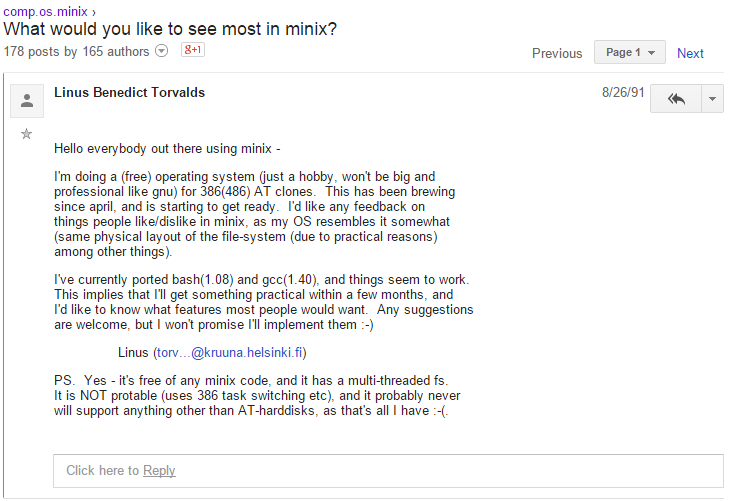 comp.os.minix ›
What would you like to see most in minix?
178 posts by 165 authors
g+1
Previous
Page 1
Next
Linus Benedict Torvalds
8/26/91
Hello everybody out there using minix -
I'm doing a (free) operating system (just a hobby, won't be big and
professional like gnu) for 386(486) AT clones.  This has been brewing
since april, and is starting to get ready.  I'd like any feedback on
things people like/dislike in minix, as my OS resembles it somewhat
(same physical layout of the file-system (due to practical reasons)
among other things).
I've currently ported bash(1.08) and gcc(1.40), and things seem to work.
This implies that I'll get something practical within a few months, and
I'd like to know what features most people would want.  Any suggestions
are welcome, but I won't promise I'll implement them :-)
Linus (torv...@kruuna.helsinki.fi)
PS.  Yes - it's free of any minix code, and it has a multi-threaded fs.
It is NOT protable (uses 386 task switching etc), and it probably never
will support anything other than AT-harddisks, as that's all I have :-(.
Click here to Reply